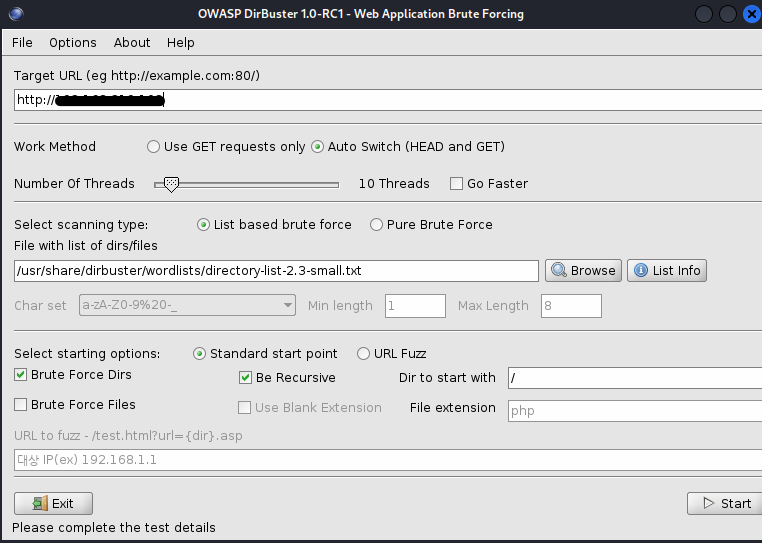 OWASP DirBuster 1.0-RC1 - Web Application Brute Forcing
File Options About Help
Target URL (eg http://example.com:80/)
http://
Work Method Use GET requests only Auto Switch (HEAD and GET)
Number Of Threads 10 Threads Go Faster
Select scanning type: List based brute force Pure Brute Force
File with list of dirs/files
/usr/share/dirbuster/wordlists/directory-list-2.3-small.txt Browse List Info
Char set a-zA-Z0-9%20-_ Min length 1 Max Length 8
Select starting options: Standard start point URL Fuzz
Brute Force Dirs Be Recursive Dir to start with /
Brute Force Files Use Blank Extension File extension php
URL to fuzz - /test.html?url={dir}.asp
대상 IP(ex) 192.168.1.1
Exit Start
Please complete the test details